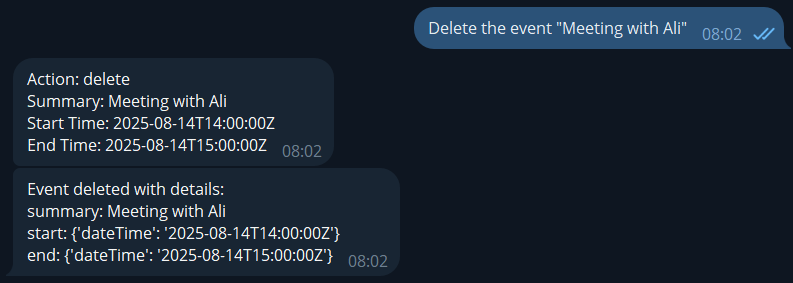 Delete the event "Meeting with Ali" 08:02
Action: delete
Summary: Meeting with Ali
Start Time: 2025-08-14T14:00:00Z
End Time: 2025-08-14T15:00:00Z 08:02
Event deleted with details:
summary: Meeting with Ali
start: {'dateTime': '2025-08-14T14:00:00Z'}
end: {'dateTime': '2025-08-14T15:00:00Z'} 08:02